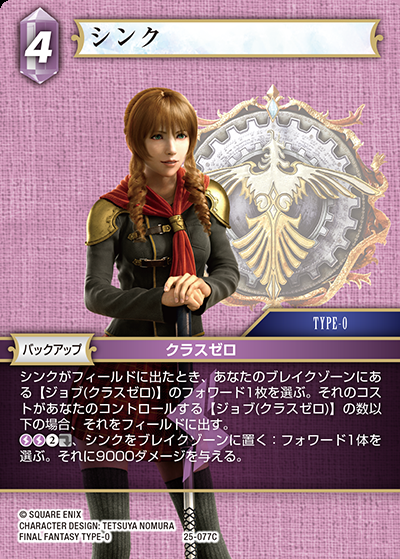 4
シンク
TYPE-0
バックアップ
クラスゼロ
シンクがフィールドに出たとき、あなたのブレイクゾーンにあ
る【ジョブ(クラスゼロ)】のフォワード1枚を選ぶ。それのコス
トがあなたのコントロールする【ジョブ(クラスゼロ)】の数以
下の場合、それをフィールドに出す。
2 、シンクをブレイクゾーンに置く：フォワード1体を
選ぶ。それに9000ダメージを与える。
© SQUARE ENIX
CHARACTER DESIGN: TETSUYA NOMURA
FINAL FANTASY TYPE-0
25-077C